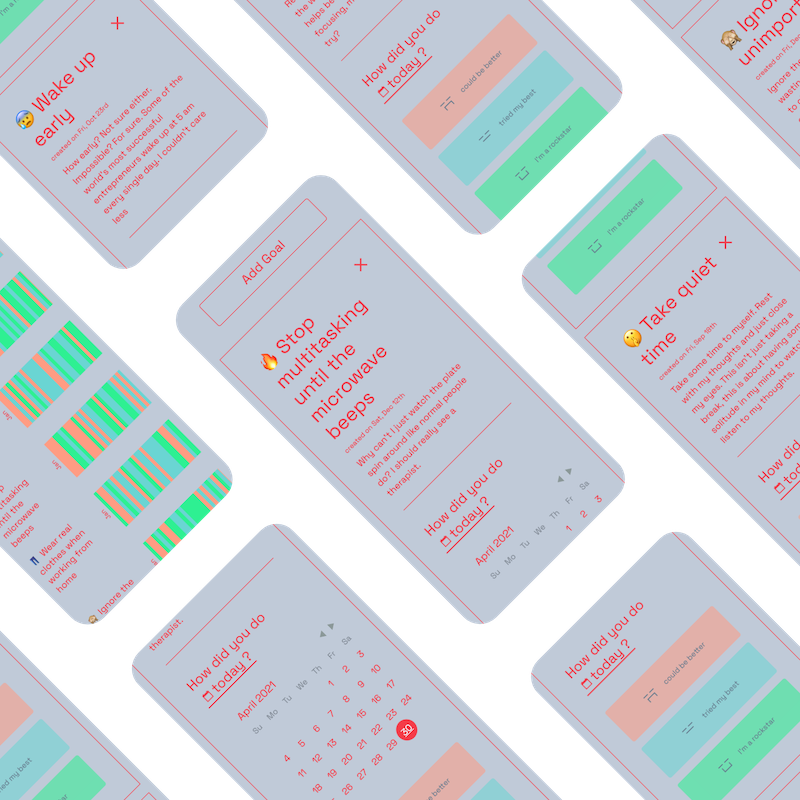 I'm a r
Wake up
early
created on Fri, Oct 23rd
How early? Not sure either.
Impossible? For sure. Some of the
world's most successful
entrepreneurs wake up at 5 am
every single day. I couldn't care
less
helps be
focusing, m
try?
How did you do
today ?
could be better
tried my best
I'm a rockstar
Igno
unimport
created on Fri, De
Ignore th
wastin
to
Add Goal
Stop
multitasking
until the
microwave
beeps
created on Sat, Dec 12th
Why can't I just watch the plate
spin around like normal people
do? I should really see a
therapist.
How did you do
today ?
April 2021
Su Mo Tu We Th Fr Sa
1 2 3
I'm a rockstar
Take quiet
time
created on Fri, Sep 18th
Take some time to myself. Rest
with my thoughts and just close
my eyes. This isn't just taking a
break, this is about having som
solitude in my mind to watch
listen to my thoughts.
How did
today ?
p
ultitasking
ntil the
microwave
beeps
Wear real
clothes when
working from
home
Ignore the
therapist.
How did you do
today ?
April 2021
Su Mo Tu We Th Fr Sa
1 2 3
4 5 6 7 8 9 10
11 12 13 14 15 16 17
18 19 20 21 22 23 24
26 27 28 29 30
e better
How did you do
today ?
could be better
tried my best
I'm a rockstar
ied my best
I'm a rockstar